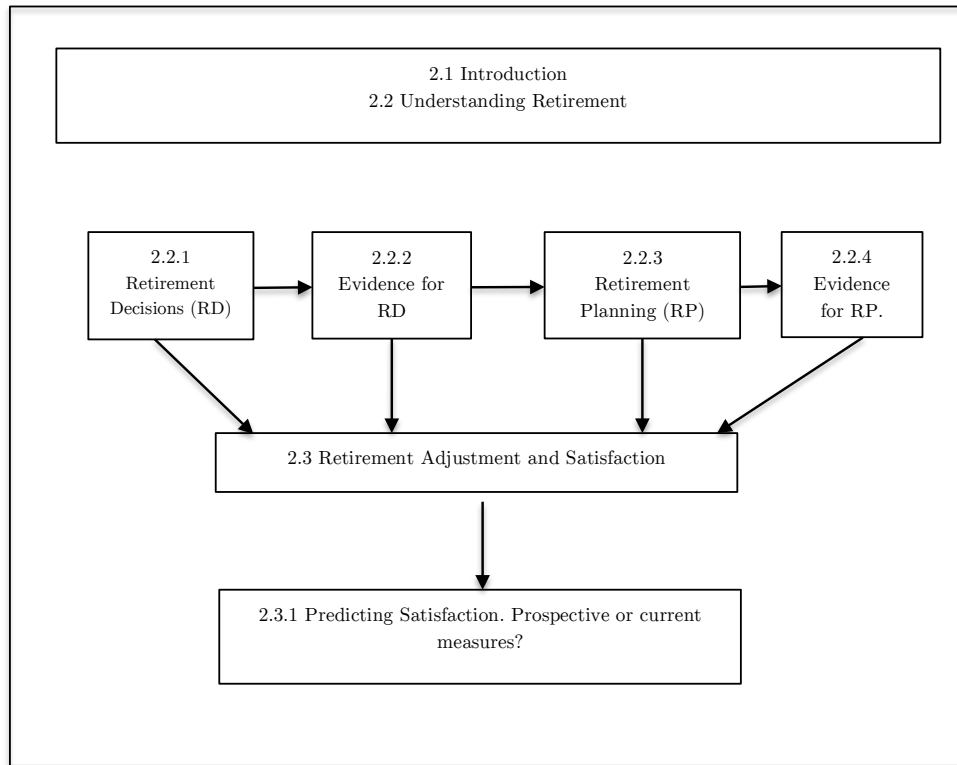 2.1 Introduction
2.2 Understanding Retirement
2.2.1
Retirement
Decisions (RD)
2.2.2
Evidence for
RD
2.2.3
Retirement
Planning (RP)
2.2.4
Evidence
for RP.
2.3 Retirement Adjustment and Satisfaction
2.3.1 Predicting Satisfaction. Prospective or current
measures?